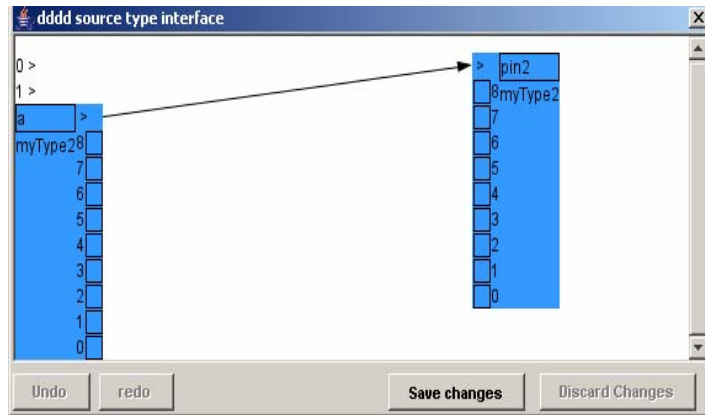 dddd source type interface
X
0 >
1 >
a >
myType2 8
7
6
5
4
3
2
1
0
> pin2
8 myType2
7
6
5
4
3
2
1
0
Undo redo Save changes Discard Changes